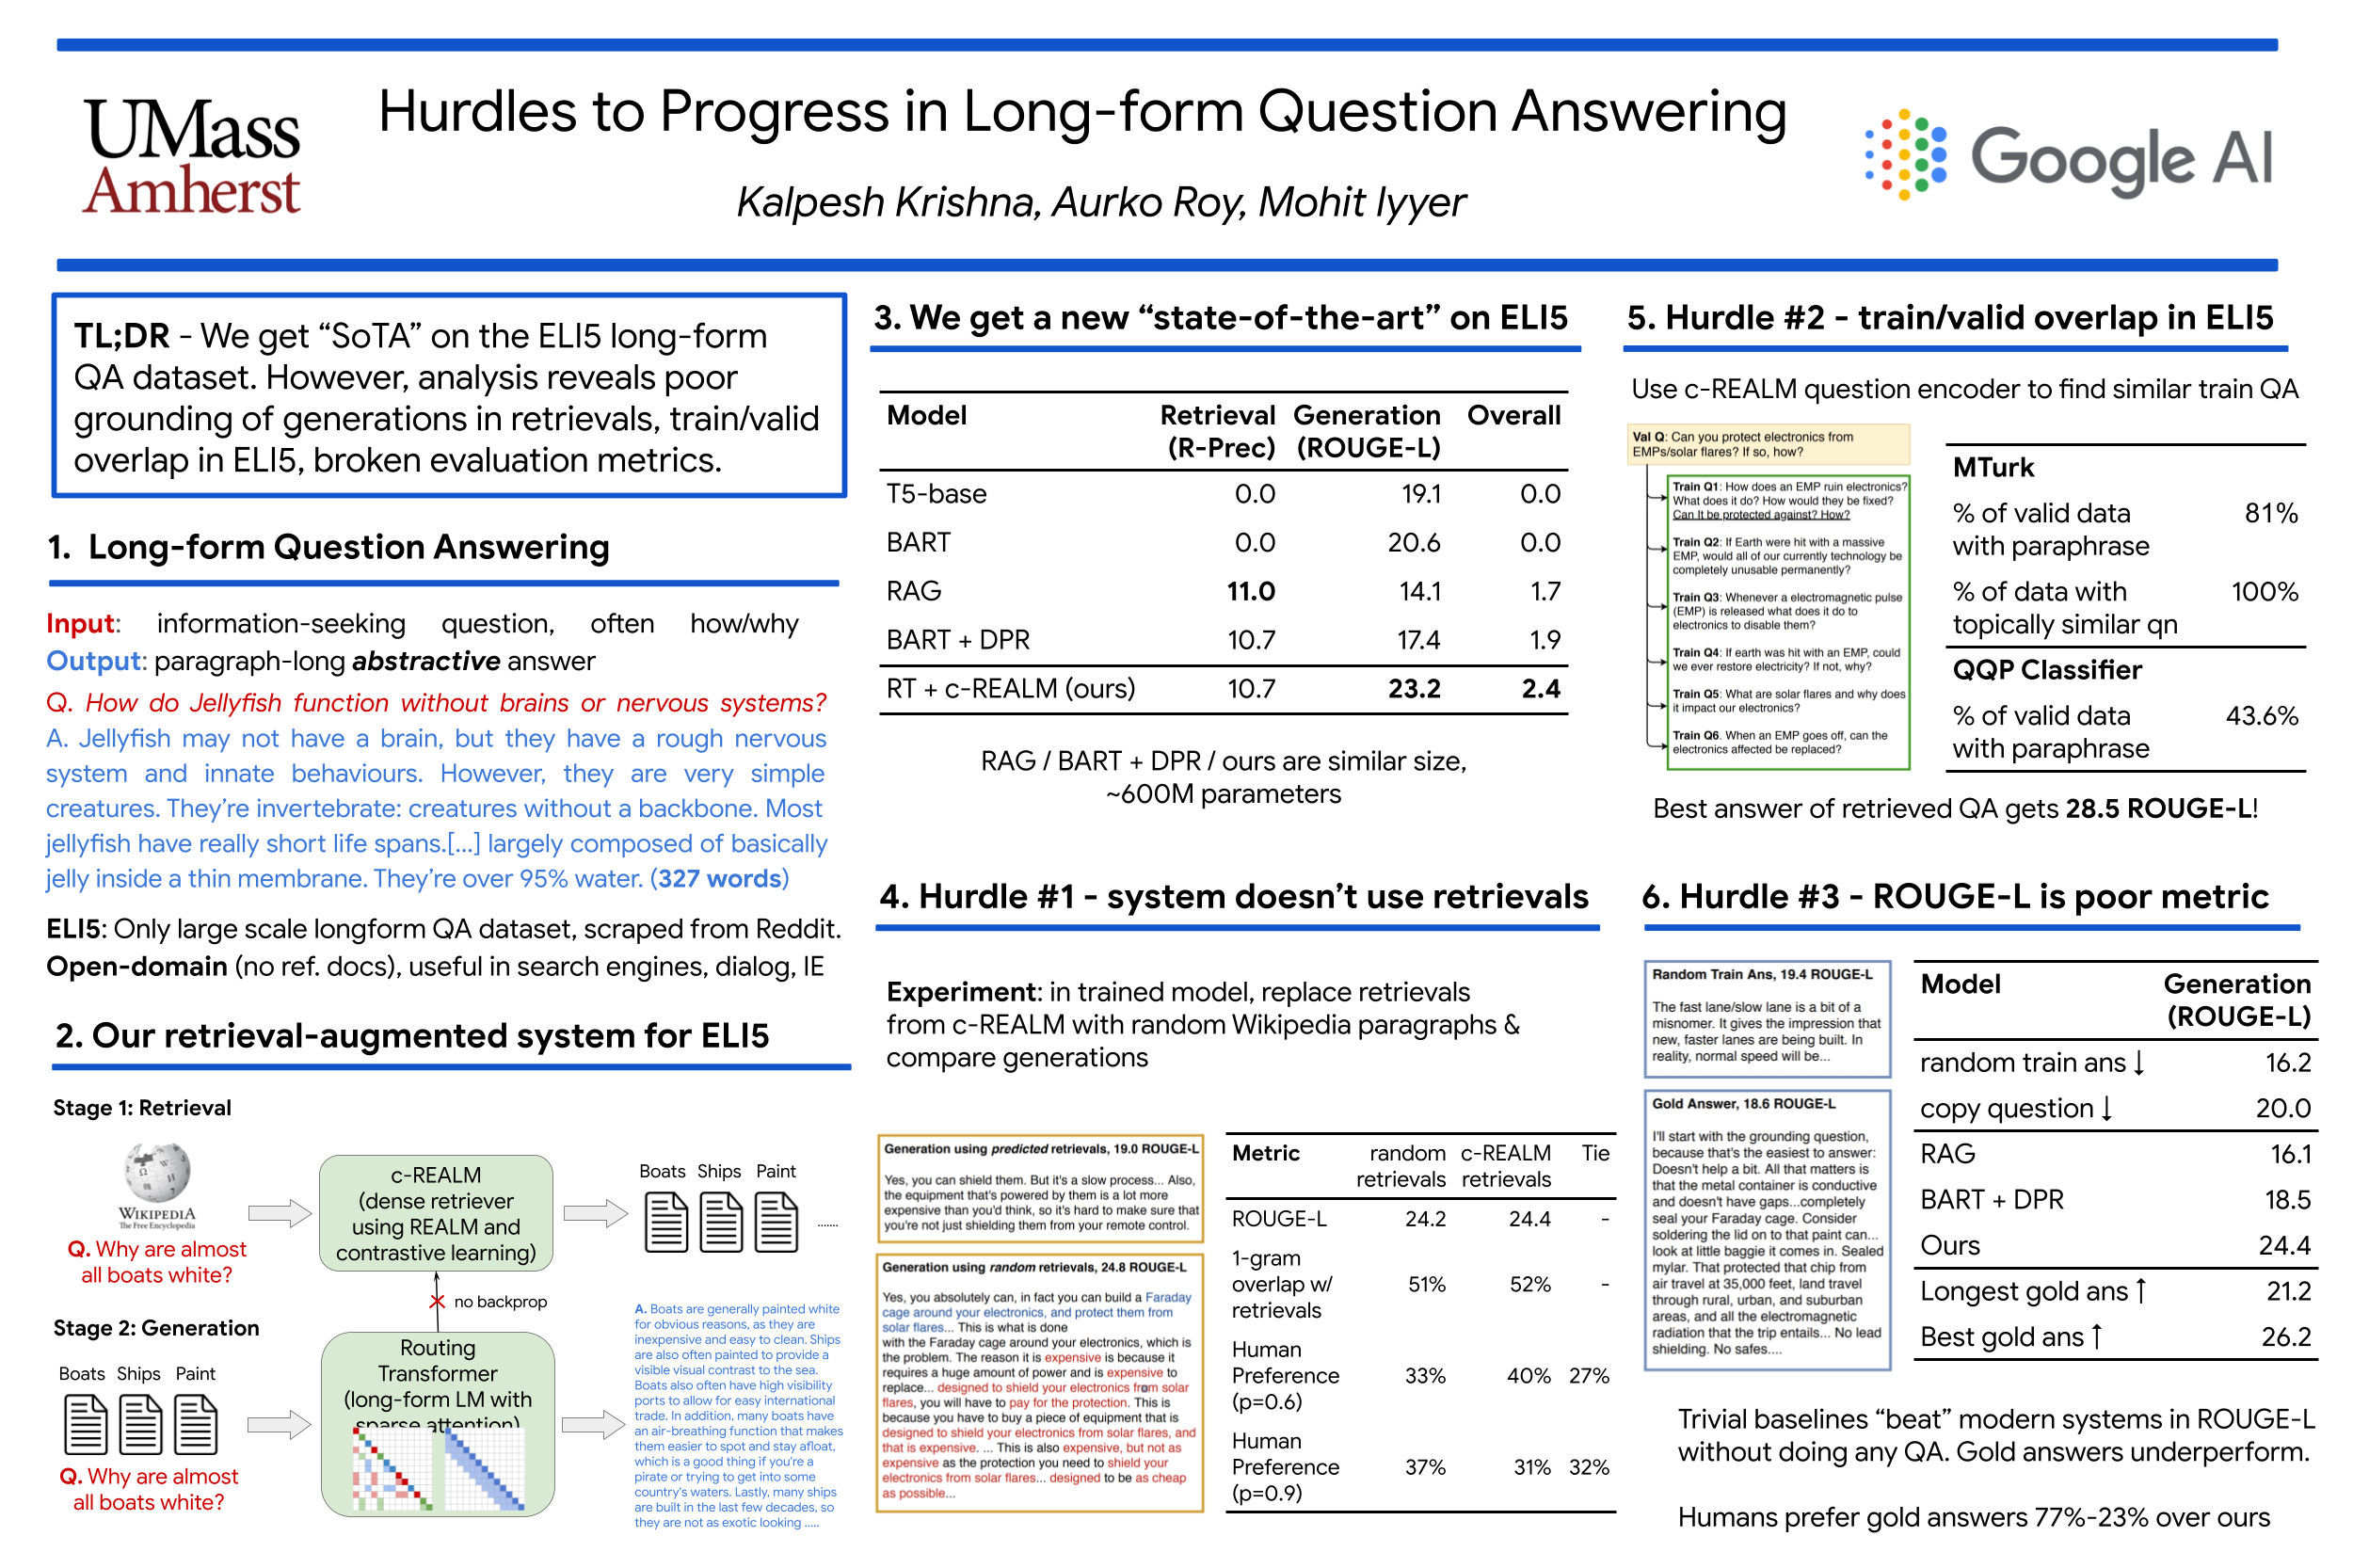 UMass
Amherst
Hurdles to Progress in Long-form Question Answering
Kalpesh Krishna, Aurko Roy, Mohit Iyyer
Google AI
TL;DR - We get “SoTA” on the ELI5 long-form
QA dataset. However, analysis reveals poor
grounding of generations in retrievals, train/valid
overlap in ELI5, broken evaluation metrics.
1. Long-form Question Answering
Input: information-seeking question, often how/why
Output: paragraph-long abstractive answer
Q. How do Jellyfish function without brains or nervous systems?
A. Jellyfish may not have a brain, but they have a rough nervous
system and innate behaviours. However, they are very simple
creatures. They’re invertebrate: creatures without a backbone. Most
jellyfish have really short life spans.[...] largely composed of basically
jelly inside a thin membrane. They’re over 95% water. (327 words)
ELI5: Only large scale longform QA dataset, scraped from Reddit.
Open-domain (no ref. docs), useful in search engines, dialog, IE
2. Our retrieval-augmented system for ELI5
Stage 1: Retrieval
WIKIPEDIA
The Free Encyclopedia
Q. Why are almost
all boats white?
c-REALM
(dense retriever
using REALM and
contrastive learning)
Boats Ships Paint
.......
no backprop
Stage 2: Generation
Boats Ships Paint
Q. Why are almost
all boats white?
Routing
Transformer
(long-form LM with
sparse attention)
A. Boats are generally painted white
for obvious reasons, as they are
inexpensive and easy to clean. Ships
are also often painted to provide a
visible visual contrast to the sea.
Boats also often have high visibility
ports to allow for easy international
trade. In addition, many boats have
an air-breathing function that makes
them easier to spot and stay afloat,
which is a good thing if you're a
pirate or trying to get into some
country's waters. Lastly, many ships
are built in the last few decades, so
they are not as exotic looking .....
3. We get a new “state-of-the-art” on ELI5
Model Retrieval (R-Prec) Generation (ROUGE-L) Overall
T5-base 0.0 19.1 0.0
BART 0.0 20.6 0.0
RAG 11.0 14.1 1.7
BART + DPR 10.7 17.4 1.9
RT + c-REALM (ours) 10.7 23.2 2.4
RAG / BART + DPR / ours are similar size,
~600M parameters
4. Hurdle #1 - system doesn’t use retrievals
Experiment: in trained model, replace retrievals
from c-REALM with random Wikipedia paragraphs &
compare generations
Generation using predicted retrievals, 19.0 ROUGE-L
Yes, you can shield them. But it's a slow process... Also,
the equipment that's powered by them is a lot more
expensive than you'd think, so it's hard to make sure that
you're not just shielding them from your remote control.
Generation using random retrievals, 24.8 ROUGE-L
Yes, you absolutely can, in fact you can build a Faraday
cage around your electronics, and protect them from
solar flares... This is what is done
with the Faraday cage around your electronics, which is
the problem. The reason it is expensive is because it
requires a huge amount of power and is expensive to
replace... designed to shield your electronics from solar
flares, you will have to pay for the protection. This is
because you have to buy a piece of equipment that is
designed to shield your electronics from solar flares, and
that is expensive. ... This is also expensive, but not as
expensive as the protection you need to shield your
electronics from solar flares... designed to be as cheap
as possible...
Metric random retrievals c-REALM retrievals Tie
ROUGE-L 24.2 24.4 -
1-gram overlap w/ retrievals 51% 52% -
Human Preference (p=0.6) 33% 40% 27%
Human Preference (p=0.9) 37% 31% 32%
5. Hurdle #2 - train/valid overlap in ELI5
Use c-REALM question encoder to find similar train QA
Val Q: Can you protect electronics from
EMPs/solar flares? If so, how?
Train Q1: How does an EMP ruin electronics?
What does it do? How would they be fixed?
Can It be protected against? How?
Train Q2: If Earth were hit with a massive
EMP, would all of our currently technology be
completely unusable permanently?
Train Q3: Whenever a electromagnetic pulse
(EMP) is released what does it do to
electronics to disable them?
Train Q4: If earth was hit with an EMP, could
we ever restore electricity? If not, why?
Train Q5: What are solar flares and why does
it impact our electronics?
Train Q6. When an EMP goes off, can the
electronics affected be replaced?
MTurk
% of valid data with paraphrase 81%
% of data with topically similar qn 100%
QQP Classifier
% of valid data with paraphrase 43.6%
Best answer of retrieved QA gets 28.5 ROUGE-L!
6. Hurdle #3 - ROUGE-L is poor metric
Random Train Ans, 19.4 ROUGE-L
The fast lane/slow lane is a bit of a
misnomer. It gives the impression that
new, faster lanes are being built. In
reality, normal speed will be...
Gold Answer, 18.6 ROUGE-L
I'll start with the grounding question,
because that's the easiest to answer:
Doesn't help a bit. All that matters is
that the metal container is conductive
and doesn't have gaps...completely
seal your Faraday cage. Consider
soldering the lid on to that paint can...
look at little baggie it comes in. Sealed
mylar. That protected that chip from
air travel at 35,000 feet, land travel
through rural, urban, and suburban
areas, and all the electromagnetic
radiation that the trip entails... No lead
shielding. No safes....
Model Generation (ROUGE-L)
random train ans ↓ 16.2
copy question ↓ 20.0
RAG 16.1
BART + DPR 18.5
Ours 24.4
Longest gold ans ↑ 21.2
Best gold ans ↑ 26.2
Trivial baselines “beat” modern systems in ROUGE-L
without doing any QA. Gold answers underperform.
Humans prefer gold answers 77%-23% over ours